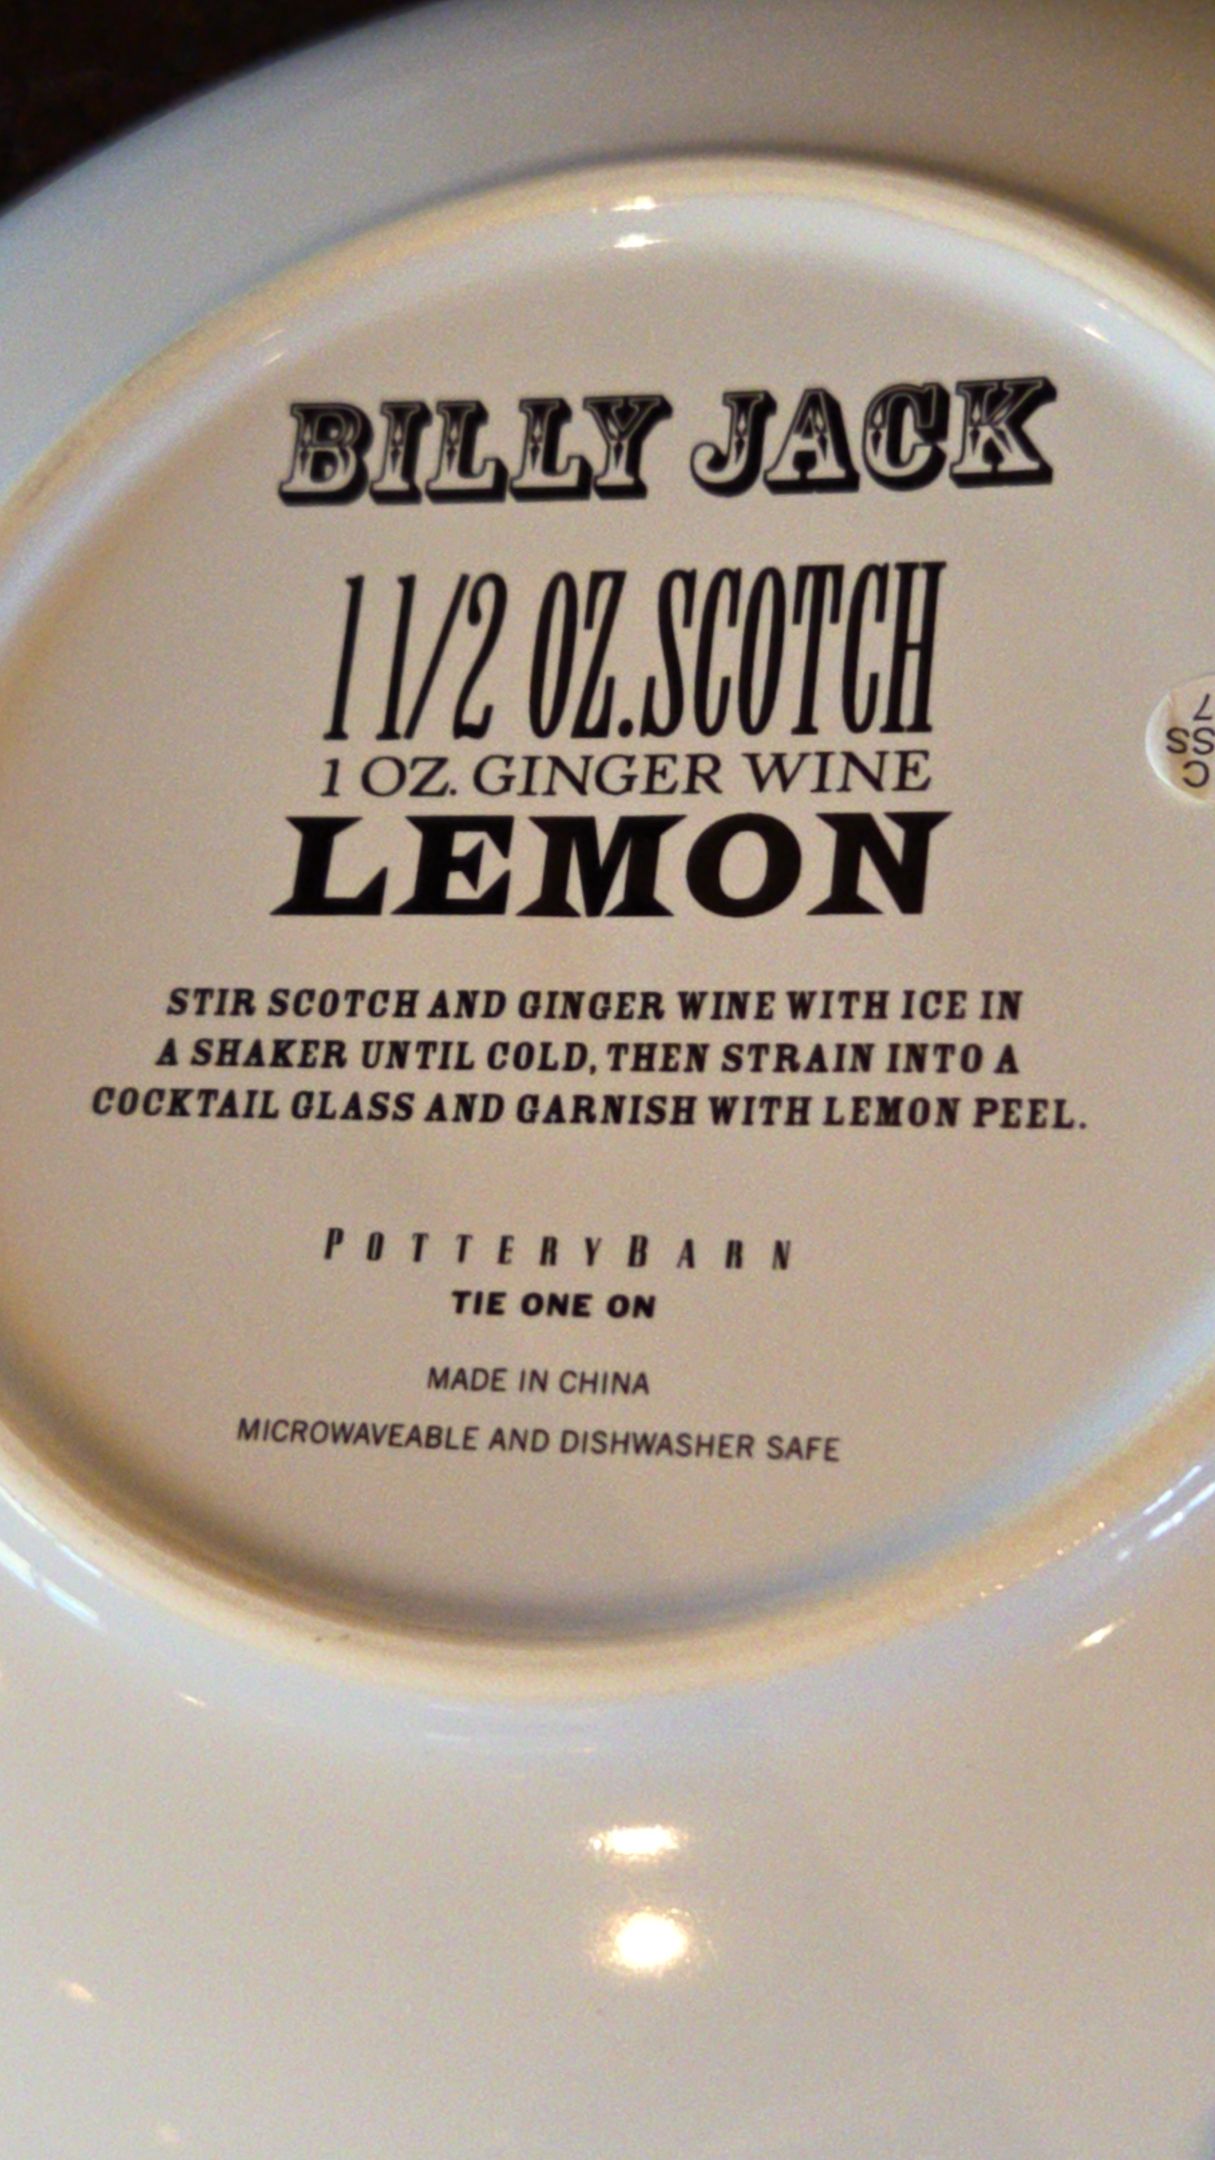 BILLY JACK
1 1/2 OZ. SCOTCH
1 OZ. GINGER WINE
LEMON
STIR SCOTCH AND GINGER WINE WITH ICE IN
A SHAKER UNTIL COLD, THEN STRAIN INTO A
COCKTAIL GLASS AND GARNISH WITH LEMON PEEL.
POTTERYBARN
TIE ONE ON
MADE IN CHINA
MICROWAVEABLE AND DISHWASHER SAFE